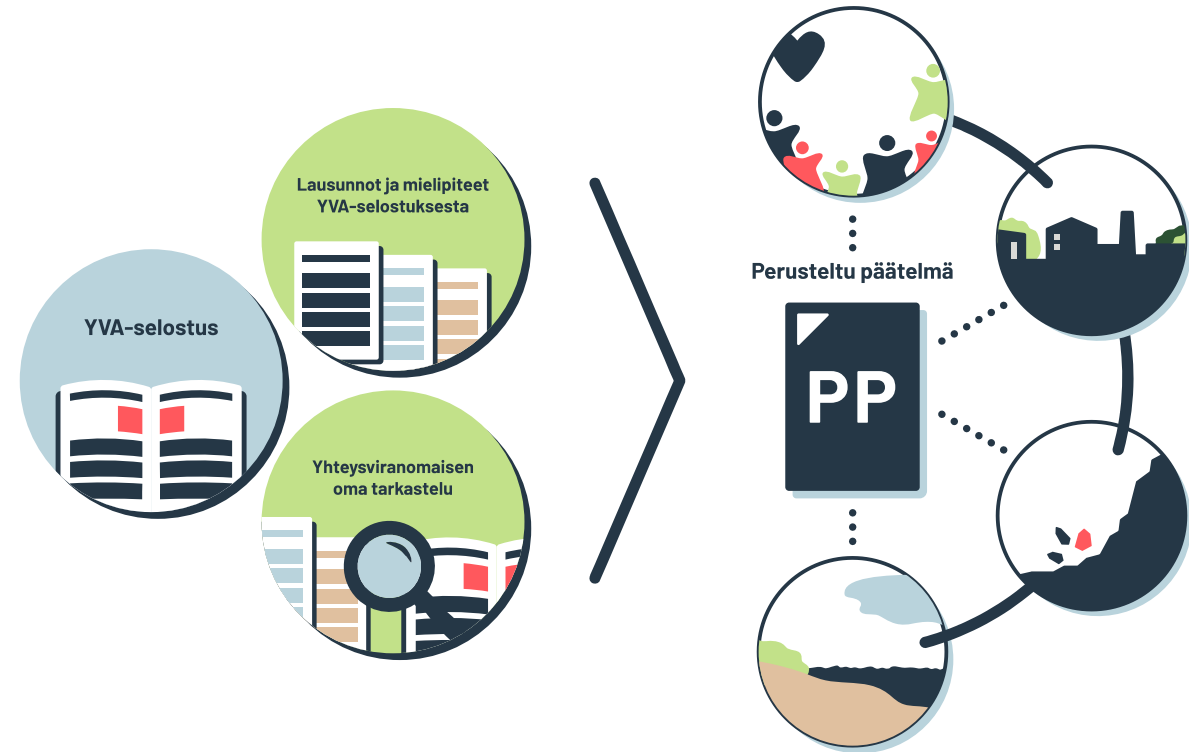 YVA-selostus
Lausunnot ja mielipiteet
YVA-selostuksesta
Yhteysviranomaisen
oma tarkastelu
Perusteltu päätelmä
PP